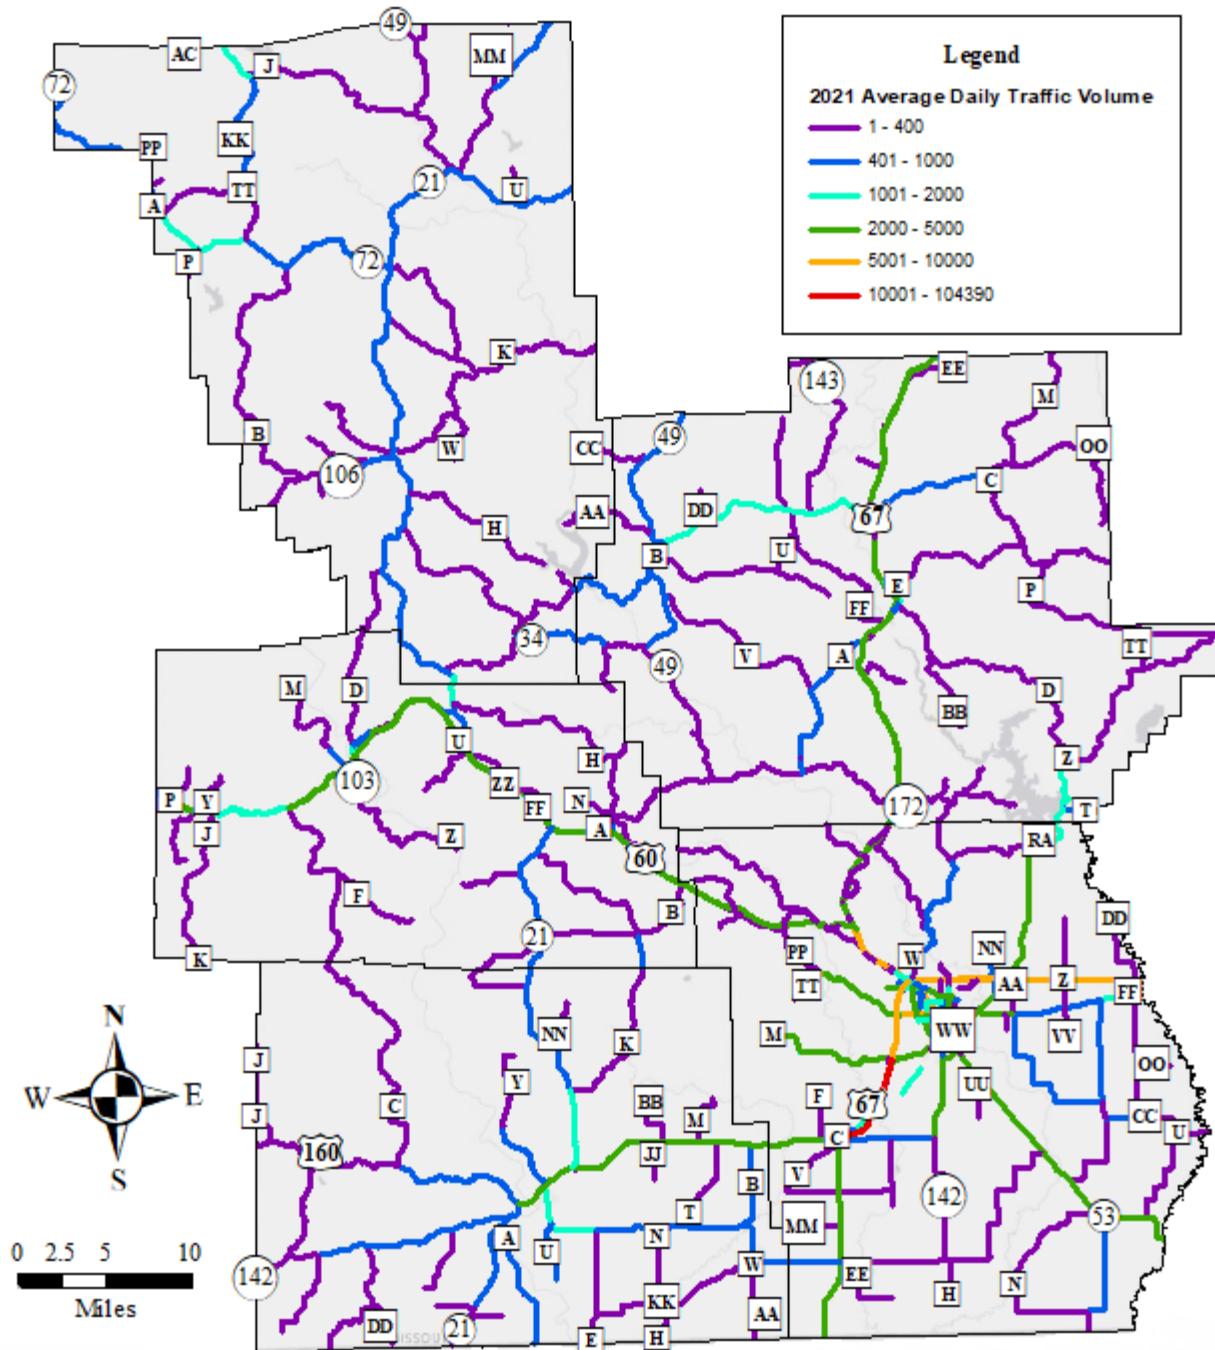 Legend
2021 Average Daily Traffic Volume
1 - 400
401 - 1000
1001 - 2000
2000 - 5000
5001 - 10000
10001 - 104390
49
AC
J
MM
72
KK
PP
TT
21
U
A
72
P
K
143
EE
M
B
W
CC
49
OO
106
C
DD
67
AA
H
B
U
E
FF
P
34
V
A
49
TT
M
D
D
BB
U
H
Z
103
ZZ
P
Y
N
FF
172
T
J
A
Z
RA
60
F
B
DD
21
K
W
NN
PP
TT
AA
Z
FF
N
NN
K
M
WW
VV
J
W
E
Y
OO
UU
BB
F
67
J
C
M
CC
S
160
JJ
C
U
V
B
142
T
MM
53
0 2.5 5 10
A
U
N
W
142
EE
Miles
H
N
KK
DD
21
E
H
AA